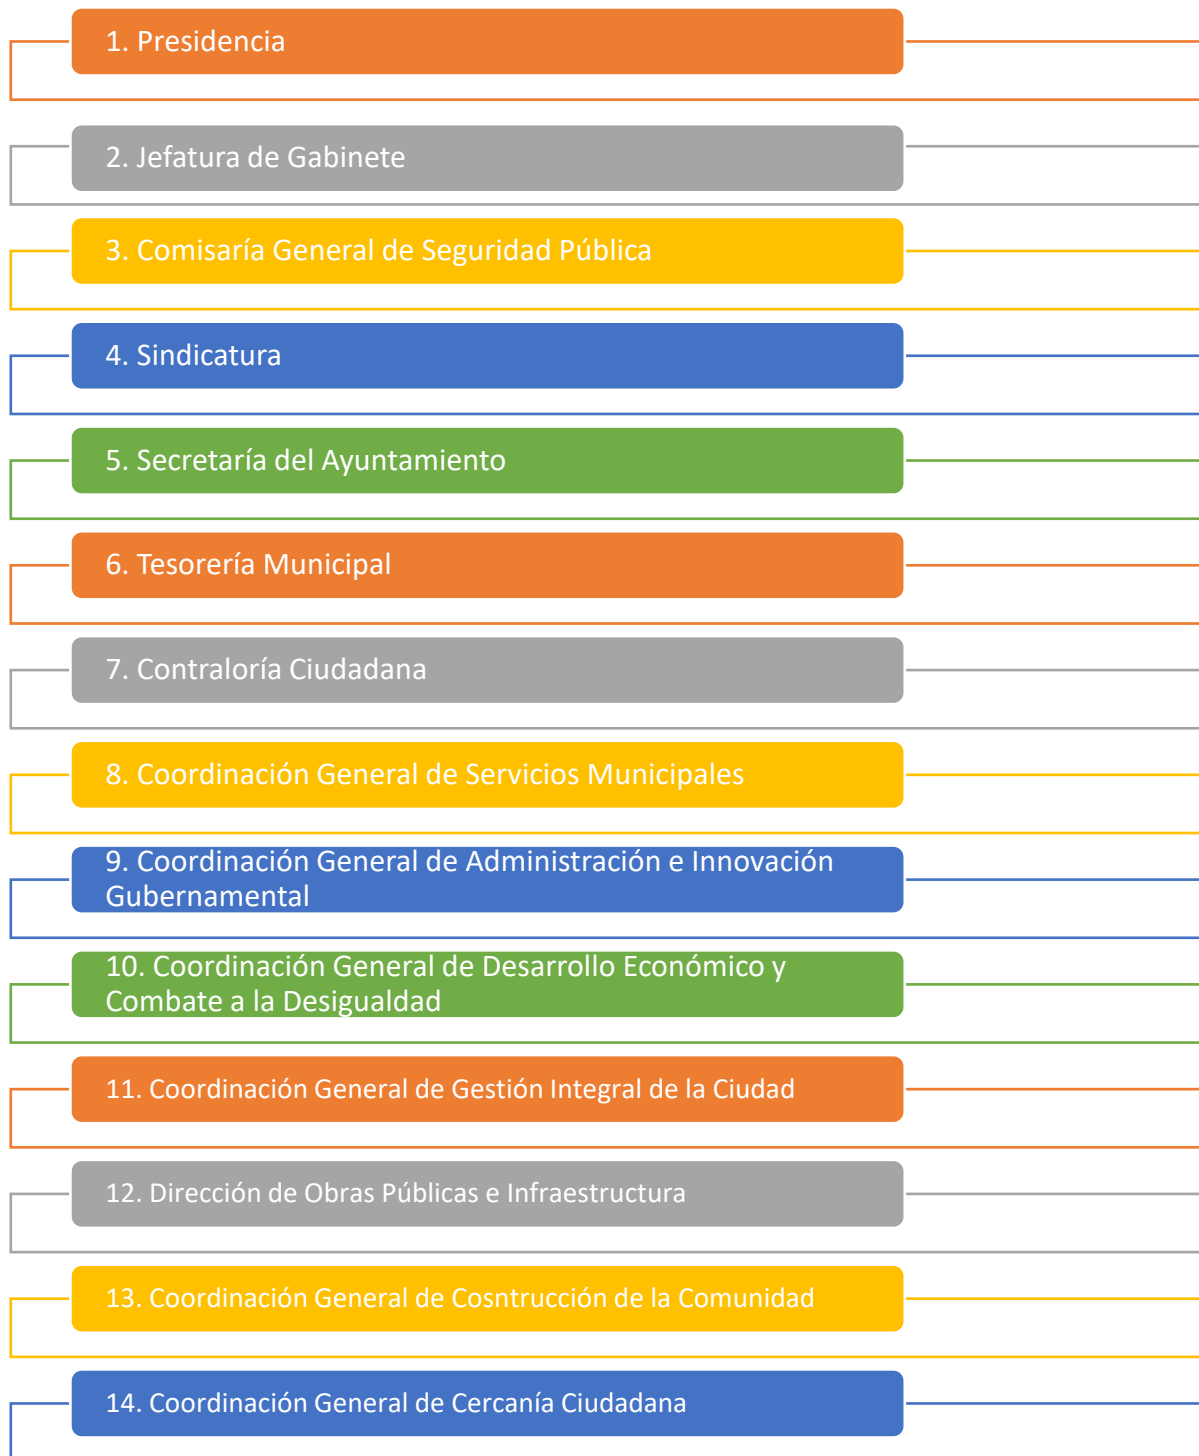 1. Presidencia
2. Jefatura de Gabinete
3. Comisaría General de Seguridad Pública
4. Sindicatura
5. Secretaría del Ayuntamiento
6. Tesorería Municipal
7. Contraloría Ciudadana
8. Coordinación General de Servicios Municipales
9. Coordinación General de Administración e Innovación
Gubernamental
10. Coordinación General de Desarrollo Económico y
Combate a la Desigualdad
11. Coordinación General de Gestión Integral de la Ciudad
12. Dirección de Obras Públicas e Infraestructura
13. Coordinación General de Cosntrucción de la Comunidad
14. Coordinación General de Cercanía Ciudadana